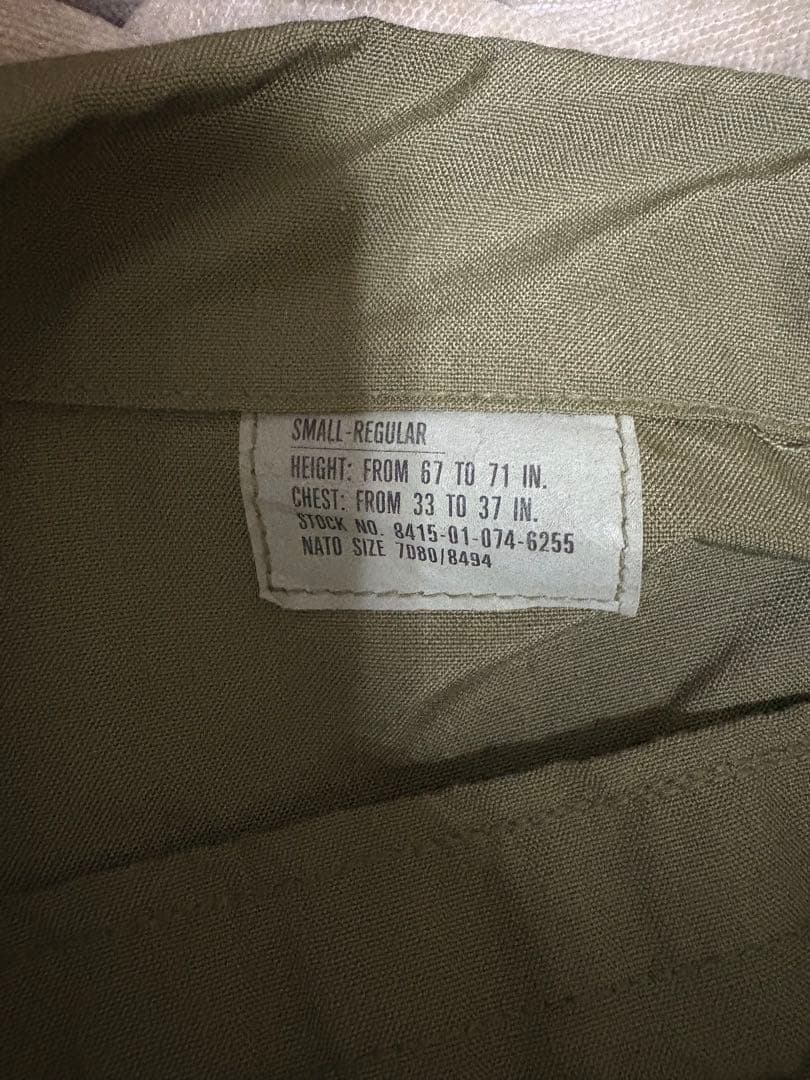 SMALL-REGULAR
HEIGHT: FROM 67 TO 71 IN.
CHEST: FROM 33 TO 37 IN.
STOCK NO. 8415-01-074-6255
NATO SIZE 7080/8494